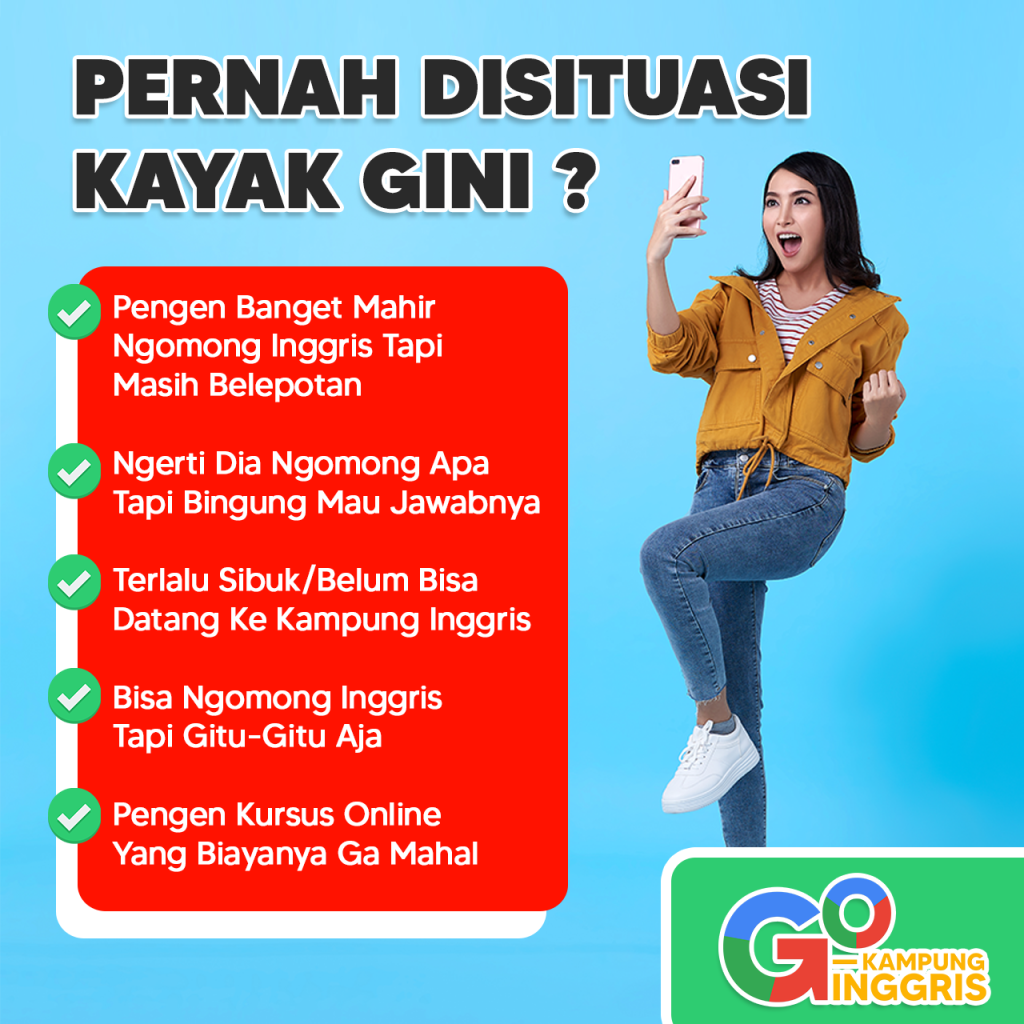 PERNAH DISITUASI
KAYAK GINI ?
Pengen Banget Mahir
Ngomong Inggris Tapi
Masih Belepotan
Ngerti Dia Ngomong Apa
Tapi Bingung Mau Jawabnya
Terlalu Sibuk/Belum Bisa
Datang Ke Kampung Inggris
Bisa Ngomong Inggris
Tapi Gitu-Gitu Aja
Pengen Kursus Online
Yang Biayanya Ga Mahal
GO
KAMPUNG
INGGRIS